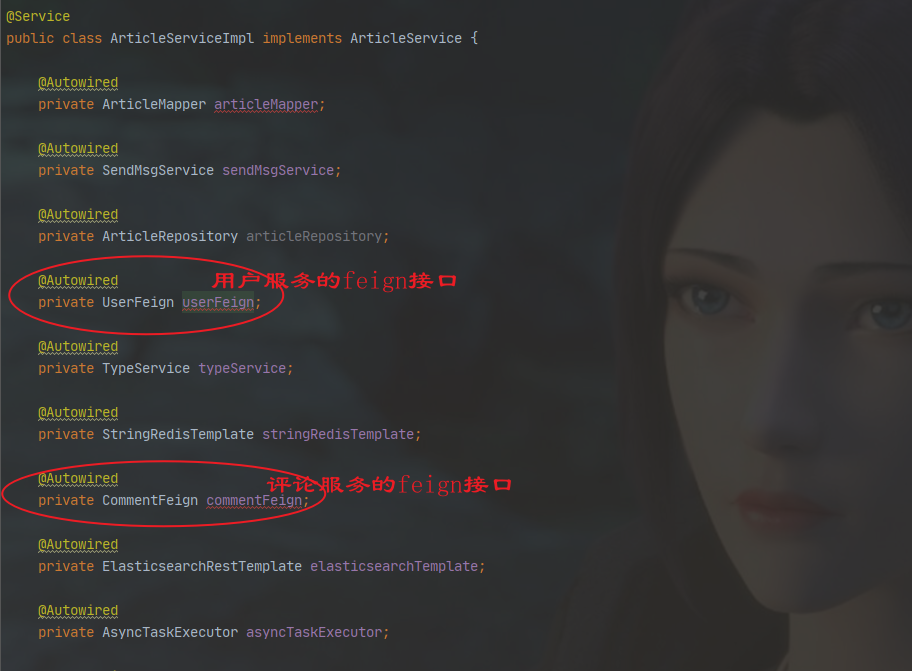 @Service
public class ArticleServiceImpl implements ArticleService {
@Autowired
private ArticleMapper articleMapper;
@Autowired
private SendMsgService sendMsgService;
@Autowired
private ArticleRepository articleRepository;
@Autowired 用户服务的feign接口
private UserFeign userFeign;
@Autowired
private TypeService typeService;
@Autowired
private StringRedisTemplate stringRedisTemplate;
@Autowired 评论服务的feign接口
private CommentFeign commentFeign;
@Autowired
private ElasticsearchRestTemplate elasticsearchTemplate;
@Autowired
private AsyncTaskExecutor asyncTaskExecutor;